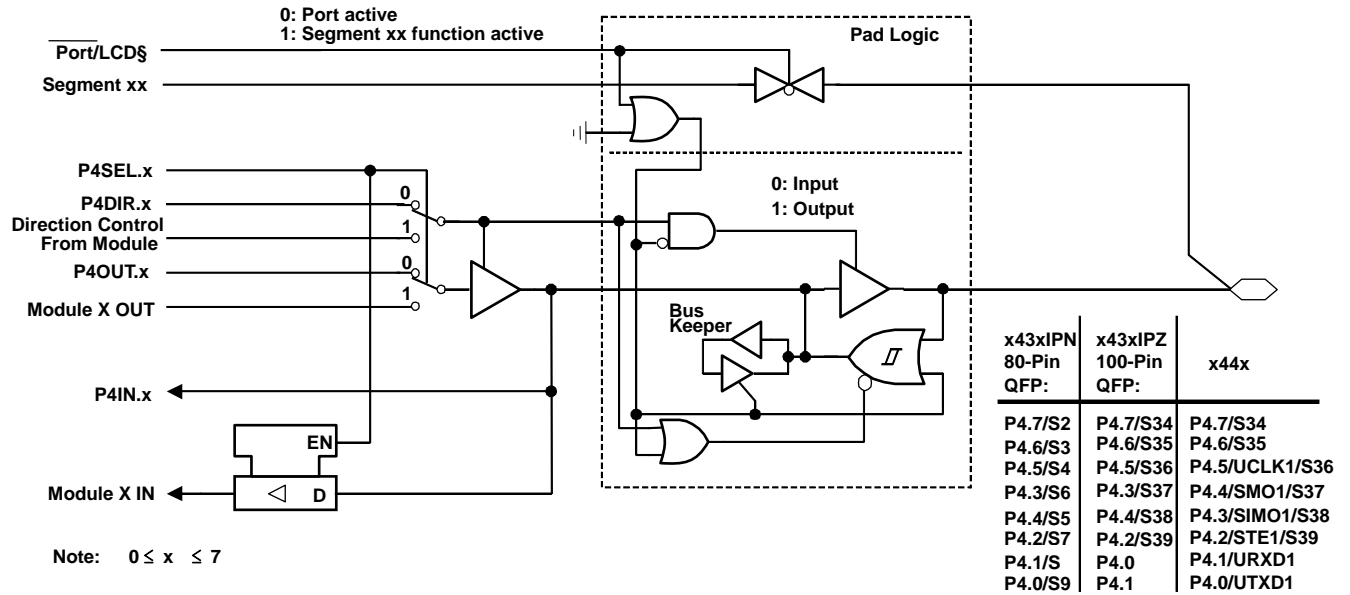 0: Port active
1: Segment xx function active
Pad Logic
Port/LCD§
Segment xx
P4SEL.x
0
P4DIR.x
Direction Control
From Module
1
0: Input
1: Output
P4OUT.x
0
Module X OUT
1
Bus
Keeper
P4IN.x
EN
Module X IN
D
Note: 0 ≤ x ≤ 7
x43xIPN x43xIPZ
80-Pin 100-Pin x44x
QFP: QFP:
P4.7/S2 P4.7/S34 P4.7/S34
P4.6/S3 P4.6/S35 P4.6/S35
P4.5/S4 P4.5/S36 P4.5/UCLK1/S36
P4.3/S6 P4.3/S37 P4.4/SMO1/S37
P4.4/S5 P4.4/S38 P4.3/SIMO1/S38
P4.2/S7 P4.2/S39 P4.2/STE1/S39
P4.1/S P4.0 P4.1/URXD1
P4.0/S9 P4.1 P4.0/UTXD1